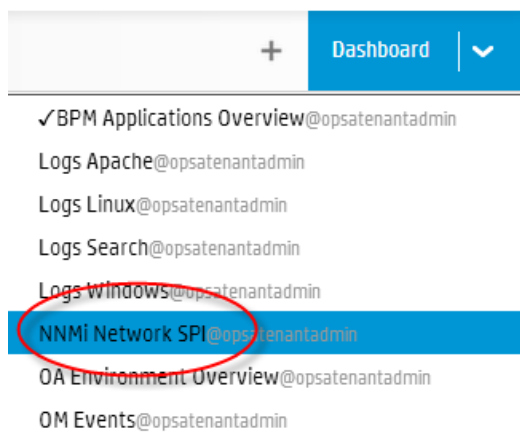 + Dashboard
✓BPM Applications Overview@opsatenantadmin
Logs Apache@opsatenantadmin
Logs Linux@opsatenantadmin
Logs Search@opsatenantadmin
Logs Windows@opsatenantadmin
NNMi Network SPI@opsatenantadmin
OA Environment Overview@opsatenantadmin
OM Events@opsatenantadmin